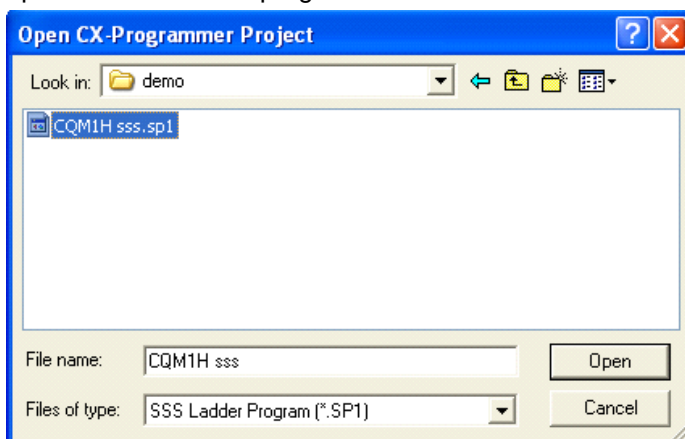 Open CX-Programmer Project
Look in: demo
CQM1H sss.sp1
File name: CQM1H sss
Open
Files of type: SSS Ladder Program (*.SP1)
Cancel